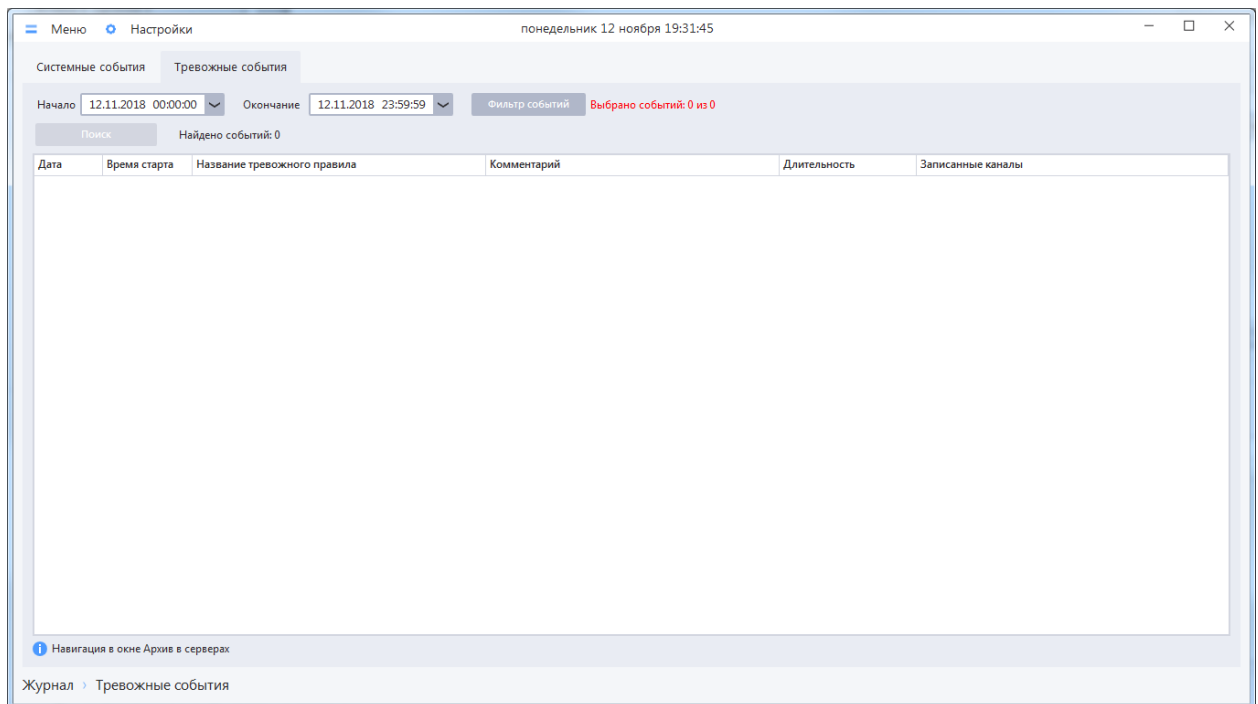 Меню Настройки понедельник 12 ноября 19:31:45
Системные события Тревожные события
Начало 12.11.2018 00:00:00 Окончание 12.11.2018 23:59:59 Фильтр событий Выбрано событий: 0 из 0
Поиск Найдено событий: 0
Дата Время старта Название тревожного правила Комментарий Длительность Записанные каналы
Навигация в окне Архив в серверах
Журнал › Тревожные события